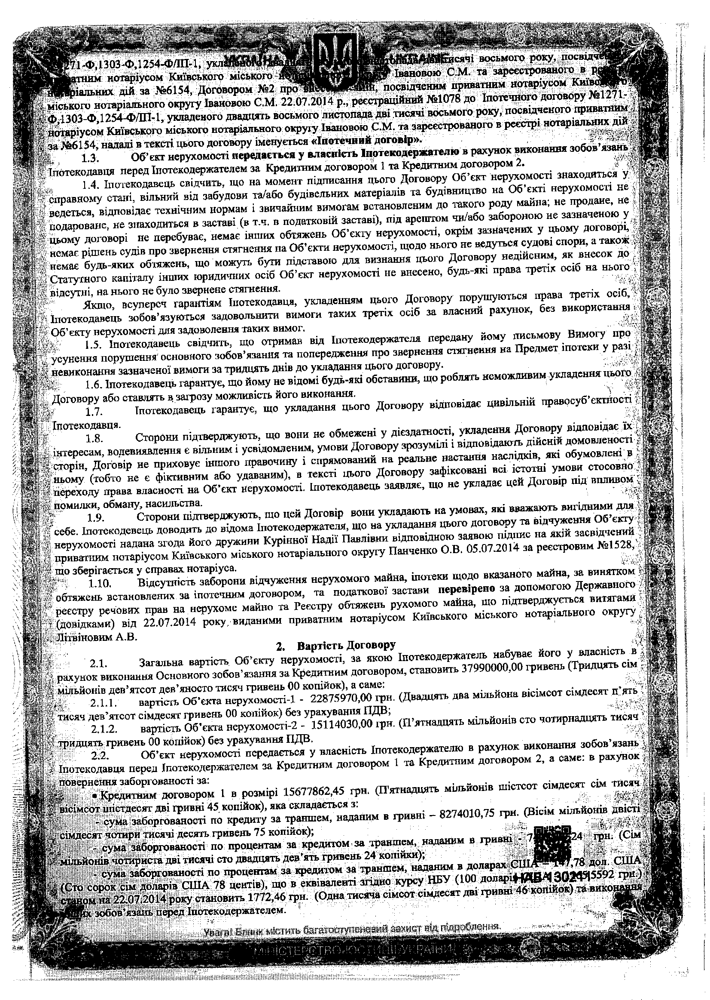 УКРАЇНА UKRAINE
271-Ф,1303-Ф,1254-Ф/ІП-1, укладеного тисячі восьмого року,
приватним нотаріусом Київського міського Івановою С.М. та зареєстрованого в
нотаріальних дій за №6154, Договором №2 про внесення змін, посвідченим приватним нотаріусом Київського
міського нотаріального округу Івановою С.М. 22.07.2014 р., реєстраційний №1078 до Іпотечного договору №1271-
Ф,1303-Ф,1254-Ф/ІП-1, укладеного двадцять восьмого листопада дві тисячі восьмого року, посвідченого приватним
нотаріусом Київського міського нотаріального округу Івановою С.М. та зареєстрованого в реєстрі нотаріальних дій
за №6154, надалі в тексті цього договору іменується «Іпотечний договір».
1.3. Об’єкт нерухомості передається у власність Іпотекодержателю в рахунок виконання зобов’язань
Іпотекодавця перед Іпотекодержателем за Кредитним договором 1 та Кредитним договором 2.
1.4. Іпотекодавець свідчить, що на момент підписання цього Договору Об’єкт нерухомості знаходиться у
справному стані, вільний від забудови та/або будівельних матеріалів та будівництво на Об’єкті нерухомості не
ведеться, відповідає технічним нормам і звичайним вимогам встановленим до такого роду майна; не продане, не
подароване, не знаходиться в заставі (в т.ч. в податковій заставі), під арештом чи/або забороною не зазначеною у
цьому договорі не перебуває, немає інших обтяжень Об’єкту нерухомості, окрім зазначених у цьому договорі,
немає рішень судів про звернення стягнення на Об’єкти нерухомості, щодо нього не ведуться судові спори, а також
немає будь-яких обтяжень, що можуть бути підставою для визнання цього Договору недійсним, як внесок до
Статутного капіталу інших юридичних осіб Об’єкт нерухомості не внесено, будь-які права третіх осіб на нього
відсутні, на нього не було звернене стягнення.
Якщо, всупереч гарантіям Іпотекодавця, укладенням цього Договору порушуються права третіх осіб,
Іпотекодавець зобов’язуються задовольнити вимоги таких третіх осіб за власний рахунок, без використання
Об’єкту нерухомості для задоволення таких вимог.
1.5. Іпотекодавець свідчить, що отримав від Іпотекодержателя передану йому письмову Вимогу про
усунення порушення основного зобов’язання та попередження про звернення стягнення на Предмет іпотеки у разі
невиконання зазначеної вимоги за тридцять днів до укладання цього договору.
1.6. Іпотекодавець гарантує, що йому не відомі будь-які обставини, що роблять неможливим укладення цього
Договору або ставлять в загрозу можливість його виконання.
1.7. Іпотекодавець гарантує, що укладання цього Договору відповідає цивільній правосуб’єктності
Іпотекодавця.
1.8. Сторони підтверджують, що вони не обмежені у дієздатності, укладення Договору відповідає їх
інтересам, волевиявлення є вільним і усвідомленим, умови Договору зрозумілі і відповідають дійсній домовленості
сторін, Договір не приховує іншого правочину і спрямований на реальне настання наслідків, які обумовлені в
ньому (тобто не є фіктивним або удаваним), в тексті цього Договору зафіксовані всі істотні умови стосовно
переходу права власності на Об’єкт нерухомості. Іпотекодавець заявляє, що не укладає цей Договір під впливом
помилки, обману, насильства.
1.9. Сторони підтверджують, що цей Договір вони укладають на умовах, які вважають вигідними для
себе. Іпотекодевець доводить до відома Іпотекодержателя, що на укладання цього договору та відчуження Об’єкту
нерухомості надана згода його дружини Курінної Надії Павлівни відповідною заявою підпис на якій засвідчений
приватним нотаріусом Київського міського нотаріального округу Панченко О.В. 05.07.2014 за реєстровим №1528,
що зберігається у справах нотаріуса.
1.10. Відсутність заборони відчуження нерухомого майна, іпотеки щодо вказаного майна, за винятком
обтяжень встановлених за іпотечним договором, та податкової застави перевірено за допомогою Державного
реєстру речових прав на нерухоме майно та Реєстру обтяжень рухомого майна, що підтверджується витягами
(довідками) від 22.07.2014 року, виданими приватним нотаріусом Київського міського нотаріального округу
Літвіновим А.В.
2. Вартість Договору
2.1. Загальна вартість Об’єкту нерухомості, за якою Іпотекодержатель набуває його у власність в
рахунок виконання Основного зобов’язання за Кредитним договором, становить 37990000,00 гривень (Тридцять сім
мільйонів дев’ятсот дев’яносто тисяч гривень 00 копійок), а саме:
2.1.1. вартість Об’єкта нерухомості-1 - 22875970,00 грн. (Двадцять два мільйона вісімсот сімдесят п’ять
тисяч дев’ятсот сімдесят гривень 00 копійок) без урахування ПДВ;
2.1.2. вартість Об’єкта нерухомості-2 - 15114030,00 грн. (П’ятнадцять мільйонів сто чотирнадцять тисяч
тридцять гривень 00 копійок) без урахування ПДВ.
2.2. Об’єкт нерухомості передається у власність Іпотекодержателю в рахунок виконання зобов’язань
Іпотекодавця перед Іпотекодержателем за Кредитним договором 1 та Кредитним договором 2, а саме: в рахунок
повернення заборгованості за:
• Кредитним договором 1 в розмірі 15677862,45 грн. (П'ятнадцять мільйонів шістсот сімдесят сім тисяч
вісімсот шістдесят дві гривні 45 копійок), яка складається з:
- сума заборгованості по кредиту за траншем, наданим в гривні – 8274010,75 грн. (Вісім мільйонів двісті
сімдесят чотири тисячі десять гривень 75 копійок);
- сума заборгованості по процентам за кредитом за траншем, наданим в гривні - 24 грн. (Сім
мільйонів чотириста дві тисячі сто двадцять дев’ять гривень 24 копійки);
- сума заборгованості по процентам за кредитом за траншем, наданим в доларах США – 147,78 дол. США
(Сто сорок сім доларів США 78 центів), що в еквіваленті згідно курсу НБУ (100 доларі 5592 грн.)
НАВ 130241
станом на 22.07.2014 року становить 1772,46 грн. (Одна тисяча сімсот сімдесят дві гривні 46 копійок) та виконання
зобов’язань перед Іпотекодержателем.
Увага! Бланк містить багатоступеневий захист від підроблення.
МІНІСТЕРСТВО ЮСТИЦІЇ УКРАЇНИ